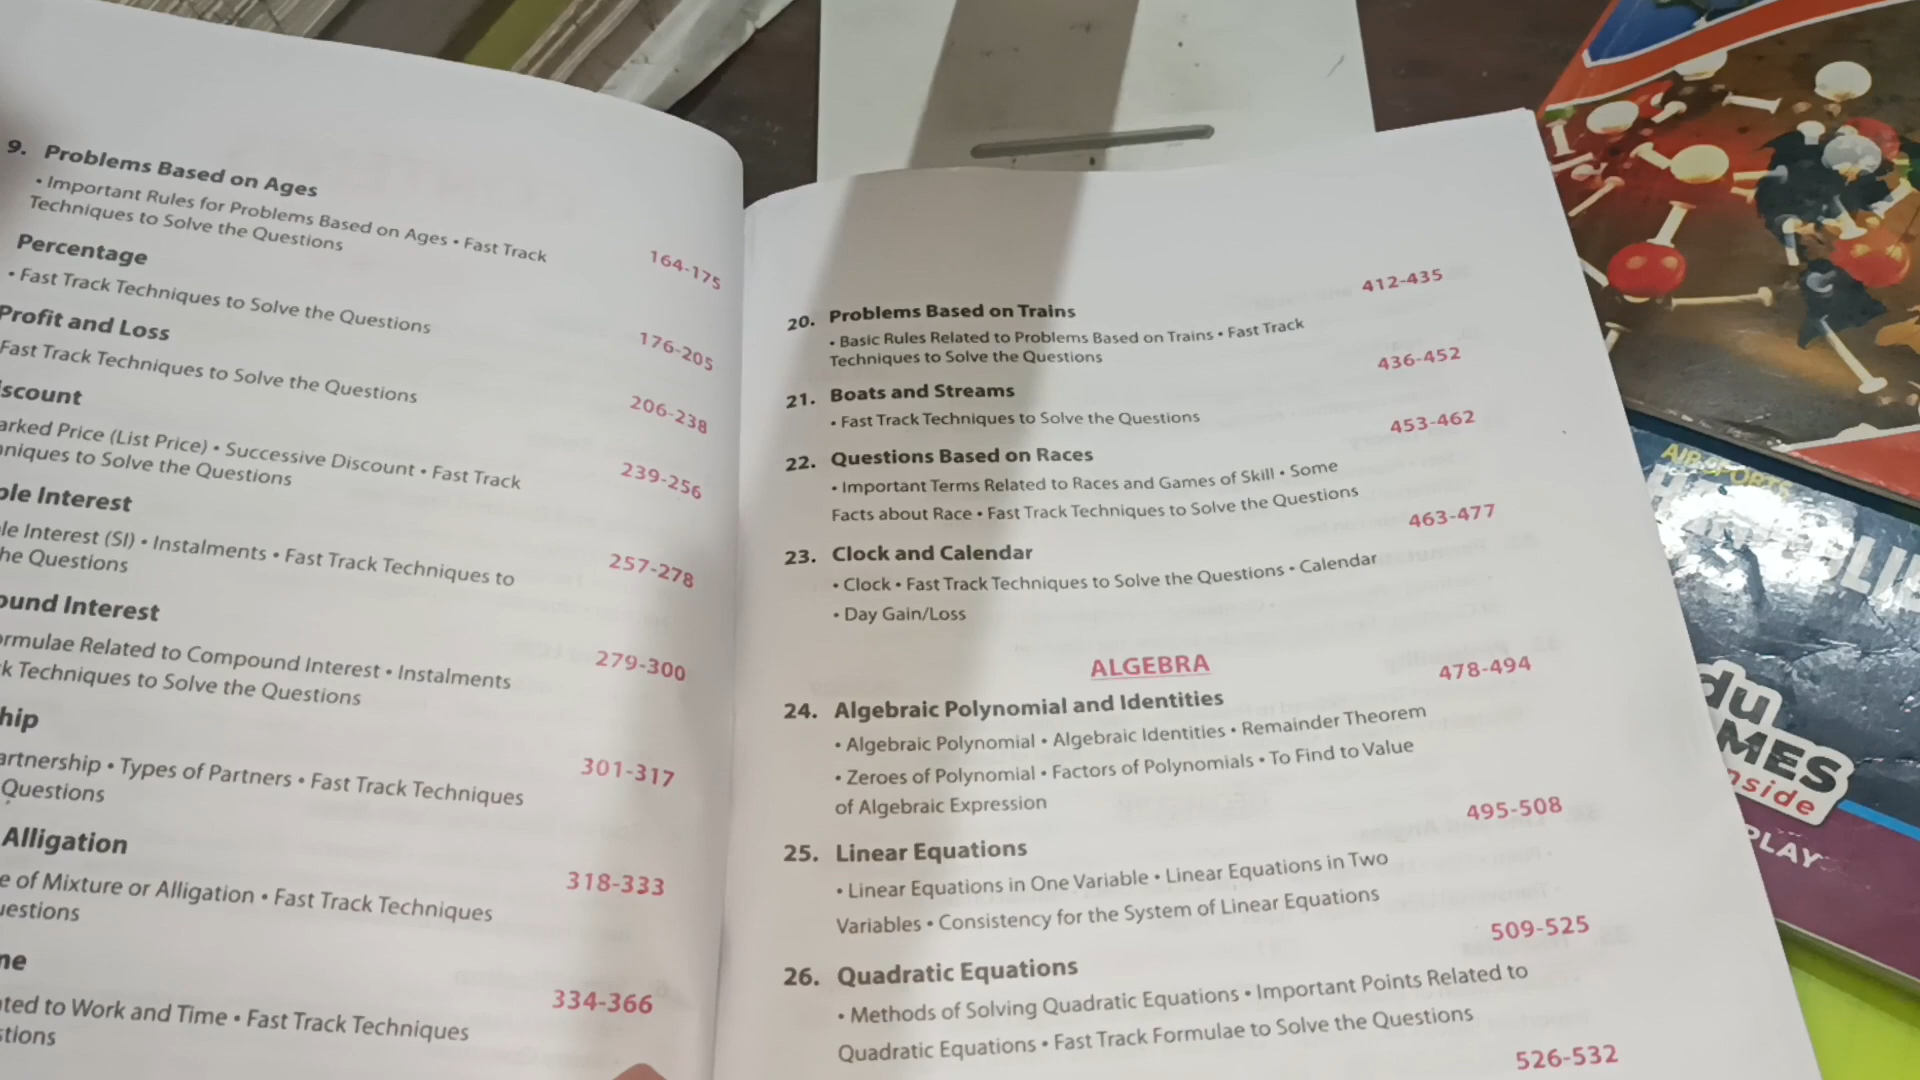 9. Problems Based on Ages
• Important Rules for Problems Based on Ages • Fast Track
Techniques to Solve the Questions
164-175
Percentage
• Fast Track Techniques to Solve the Questions
176-205
Profit and Loss
Fast Track Techniques to Solve the Questions
206-238
scount
arked Price (List Price) • Successive Discount • Fast Track
niques to Solve the Questions
239-256
ple Interest
le Interest (SI) • Instalments • Fast Track Techniques to
he Questions
257-278
ound Interest
ormulae Related to Compound Interest • Instalments
k Techniques to Solve the Questions
279-300
hip
artnership • Types of Partners • Fast Track Techniques
Questions
301-317
Alligation
e of Mixture or Alligation • Fast Track Techniques
uestions
318-333
me
ated to Work and Time • Fast Track Techniques
stions
334-366
412-435
20. Problems Based on Trains
• Basic Rules Related to Problems Based on Trains • Fast Track
Techniques to Solve the Questions
436-452
21. Boats and Streams
• Fast Track Techniques to Solve the Questions
453-462
22. Questions Based on Races
• Important Terms Related to Races and Games of Skill • Some
Facts about Race • Fast Track Techniques to Solve the Questions
463-477
23. Clock and Calendar
• Clock • Fast Track Techniques to Solve the Questions • Calendar
• Day Gain/Loss
ALGEBRA
478-494
24. Algebraic Polynomial and Identities
• Algebraic Polynomial • Algebraic Identities • Remainder Theorem
• Zeroes of Polynomial • Factors of Polynomials • To Find to Value
of Algebraic Expression
495-508
25. Linear Equations
• Linear Equations in One Variable • Linear Equations in Two
Variables • Consistency for the System of Linear Equations
509-525
26. Quadratic Equations
• Methods of Solving Quadratic Equations • Important Points Related to
Quadratic Equations • Fast Track Formulae to Solve the Questions
526-532
du
MES
nside
PLAY